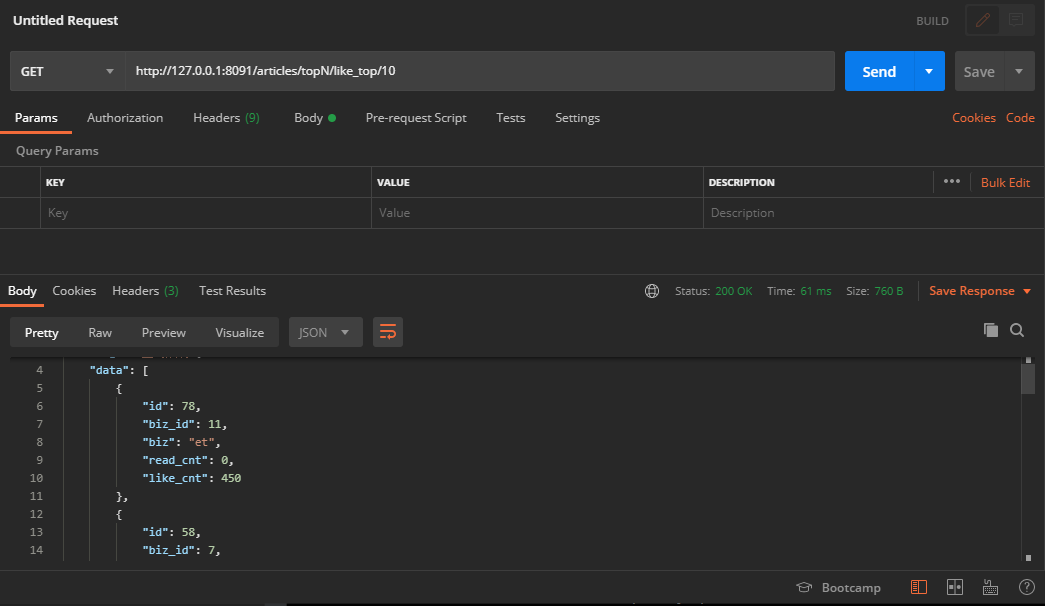 Untitled Request
BUILD
GET
http://127.0.0.1:8091/articles/topN/like_top/10
Send
Save
Params Authorization Headers (9) Body Pre-request Script Tests Settings Cookies Code
Query Params
KEY VALUE DESCRIPTION ••• Bulk Edit
Key Value Description
Body Cookies Headers (3) Test Results Status: 200 OK Time: 61 ms Size: 760 B Save Response
Pretty Raw Preview Visualize JSON
4 "data": [
5 {
6 "id": 78,
7 "biz_id": 11,
8 "biz": "et",
9 "read_cnt": 0,
10 "like_cnt": 450
11 },
12 {
13 "id": 58,
14 "biz_id": 7,
Bootcamp
?